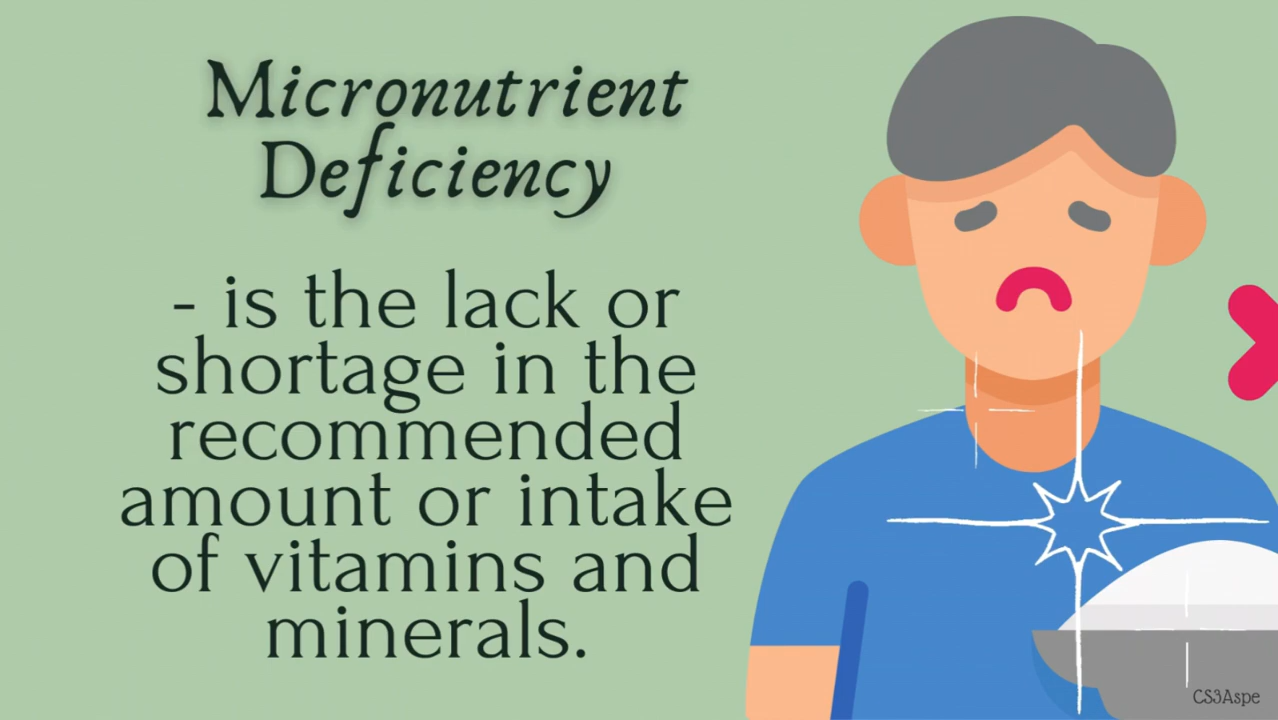 Micronutrient
Deficiency
- is the lack or
shortage in the
recommended
amount or intake
of vitamins and
minerals.
CS3Aspe